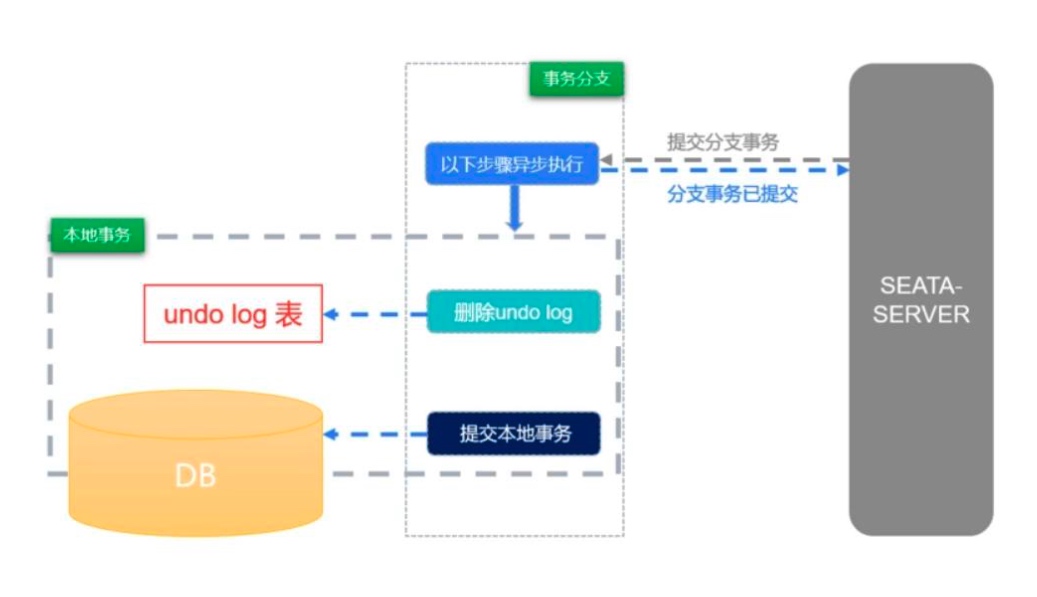 事务分支
提交分支事务
以下步骤异步执行
分支事务已提交
本地事务
undo log 表
删除undo log
SEATA-
SERVER
提交本地事务
DB